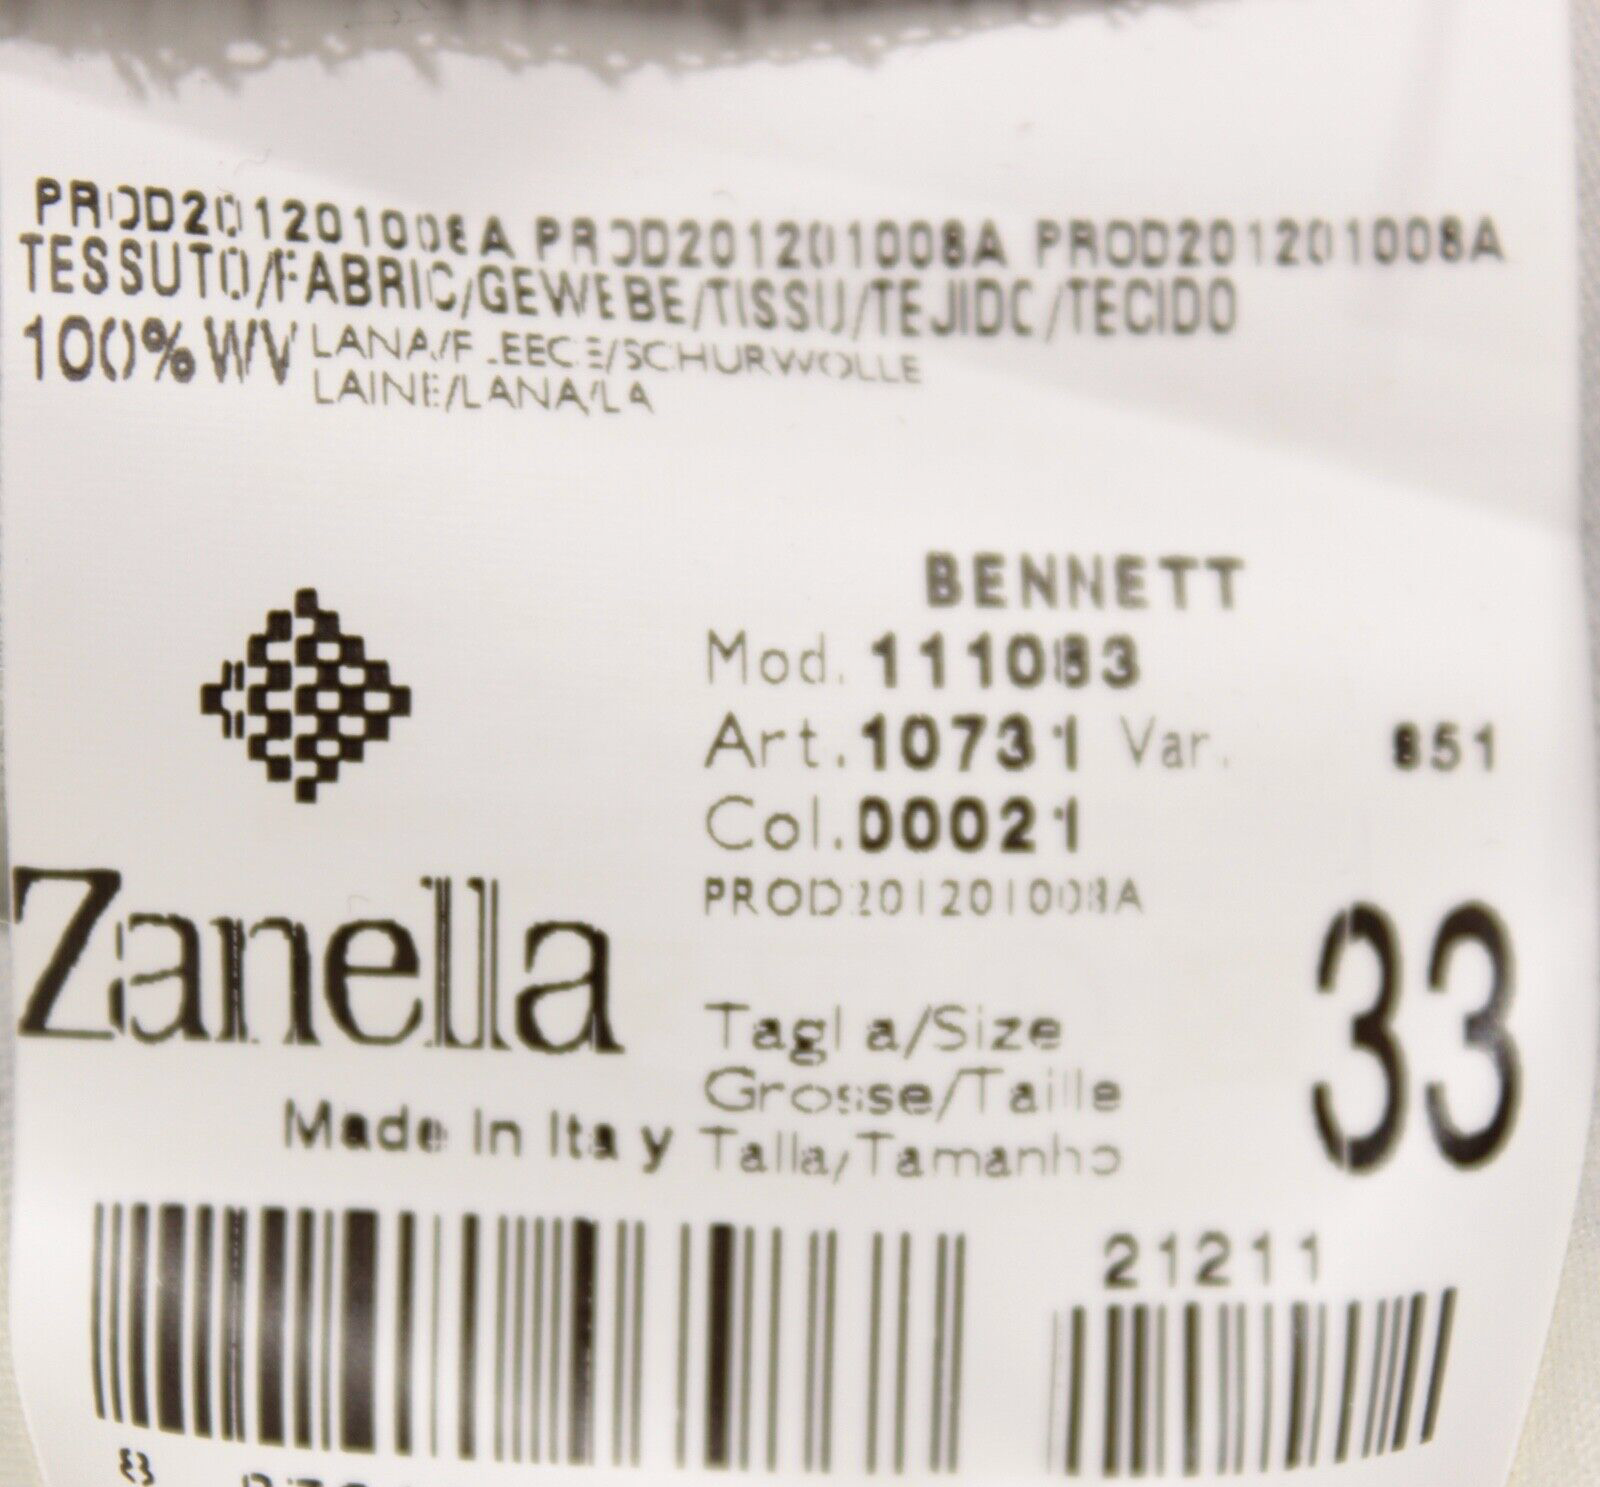 PROD201201008A PROD201201008A PROD201201008A
TESSUTO/FABRIC/GEWEBE/TISSU/TEJIDO/TECIDO
100% WV LANA/FLEECE/SCHURWOLLE
LAINE/LANA/LA
BENNETT
Mod. 111083
Art. 10731 Var. 851
Col. 00021
PROD201201008A
Zanella
Made In Italy
Taglia/Size
Grosse/Taille
Talla/Tamanho
33
21211